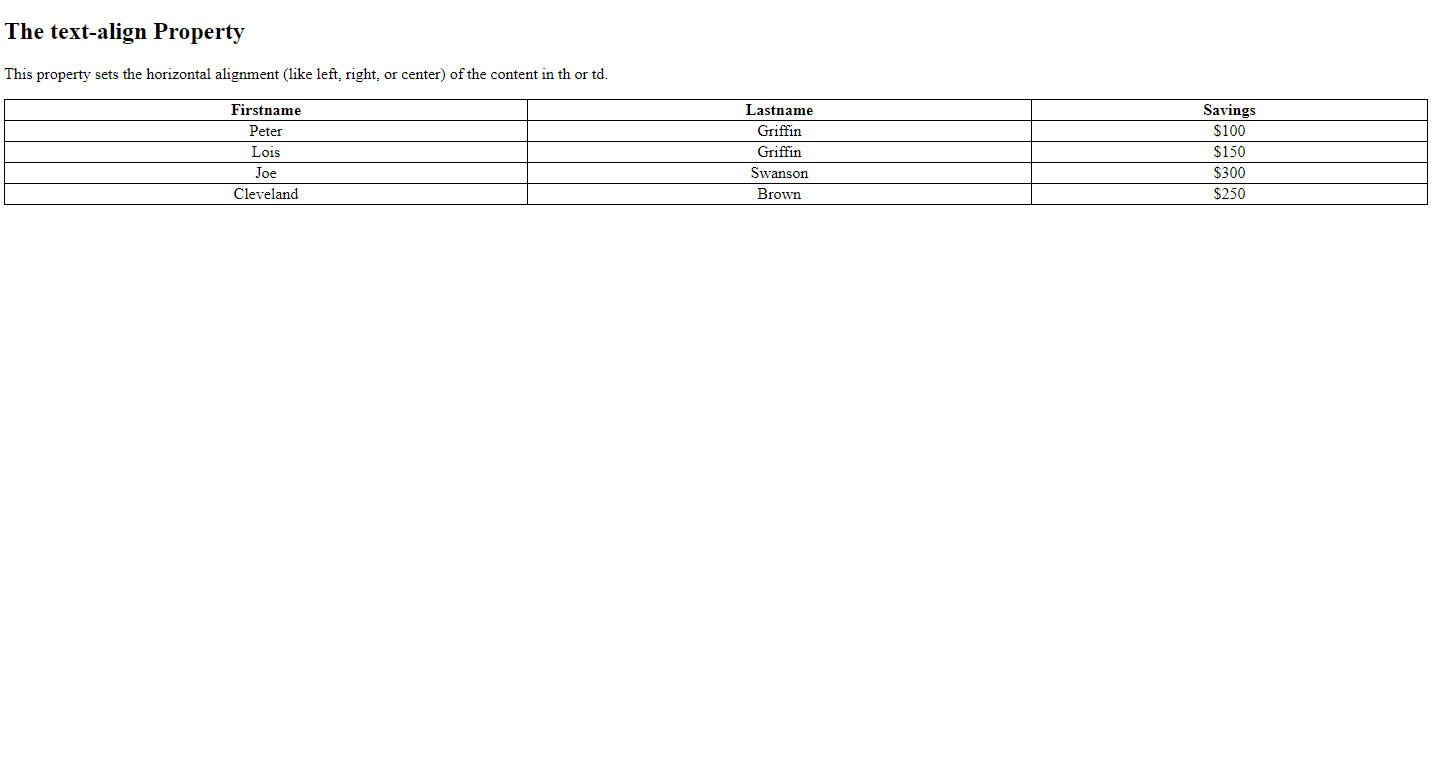 The text-align Property
This property sets the horizontal alignment (like left, right, or center) of the content in th or td.
Firstname Lastname Savings
Peter Griffin $100
Lois Griffin $150
Joe Swanson $300
Cleveland Brown $250